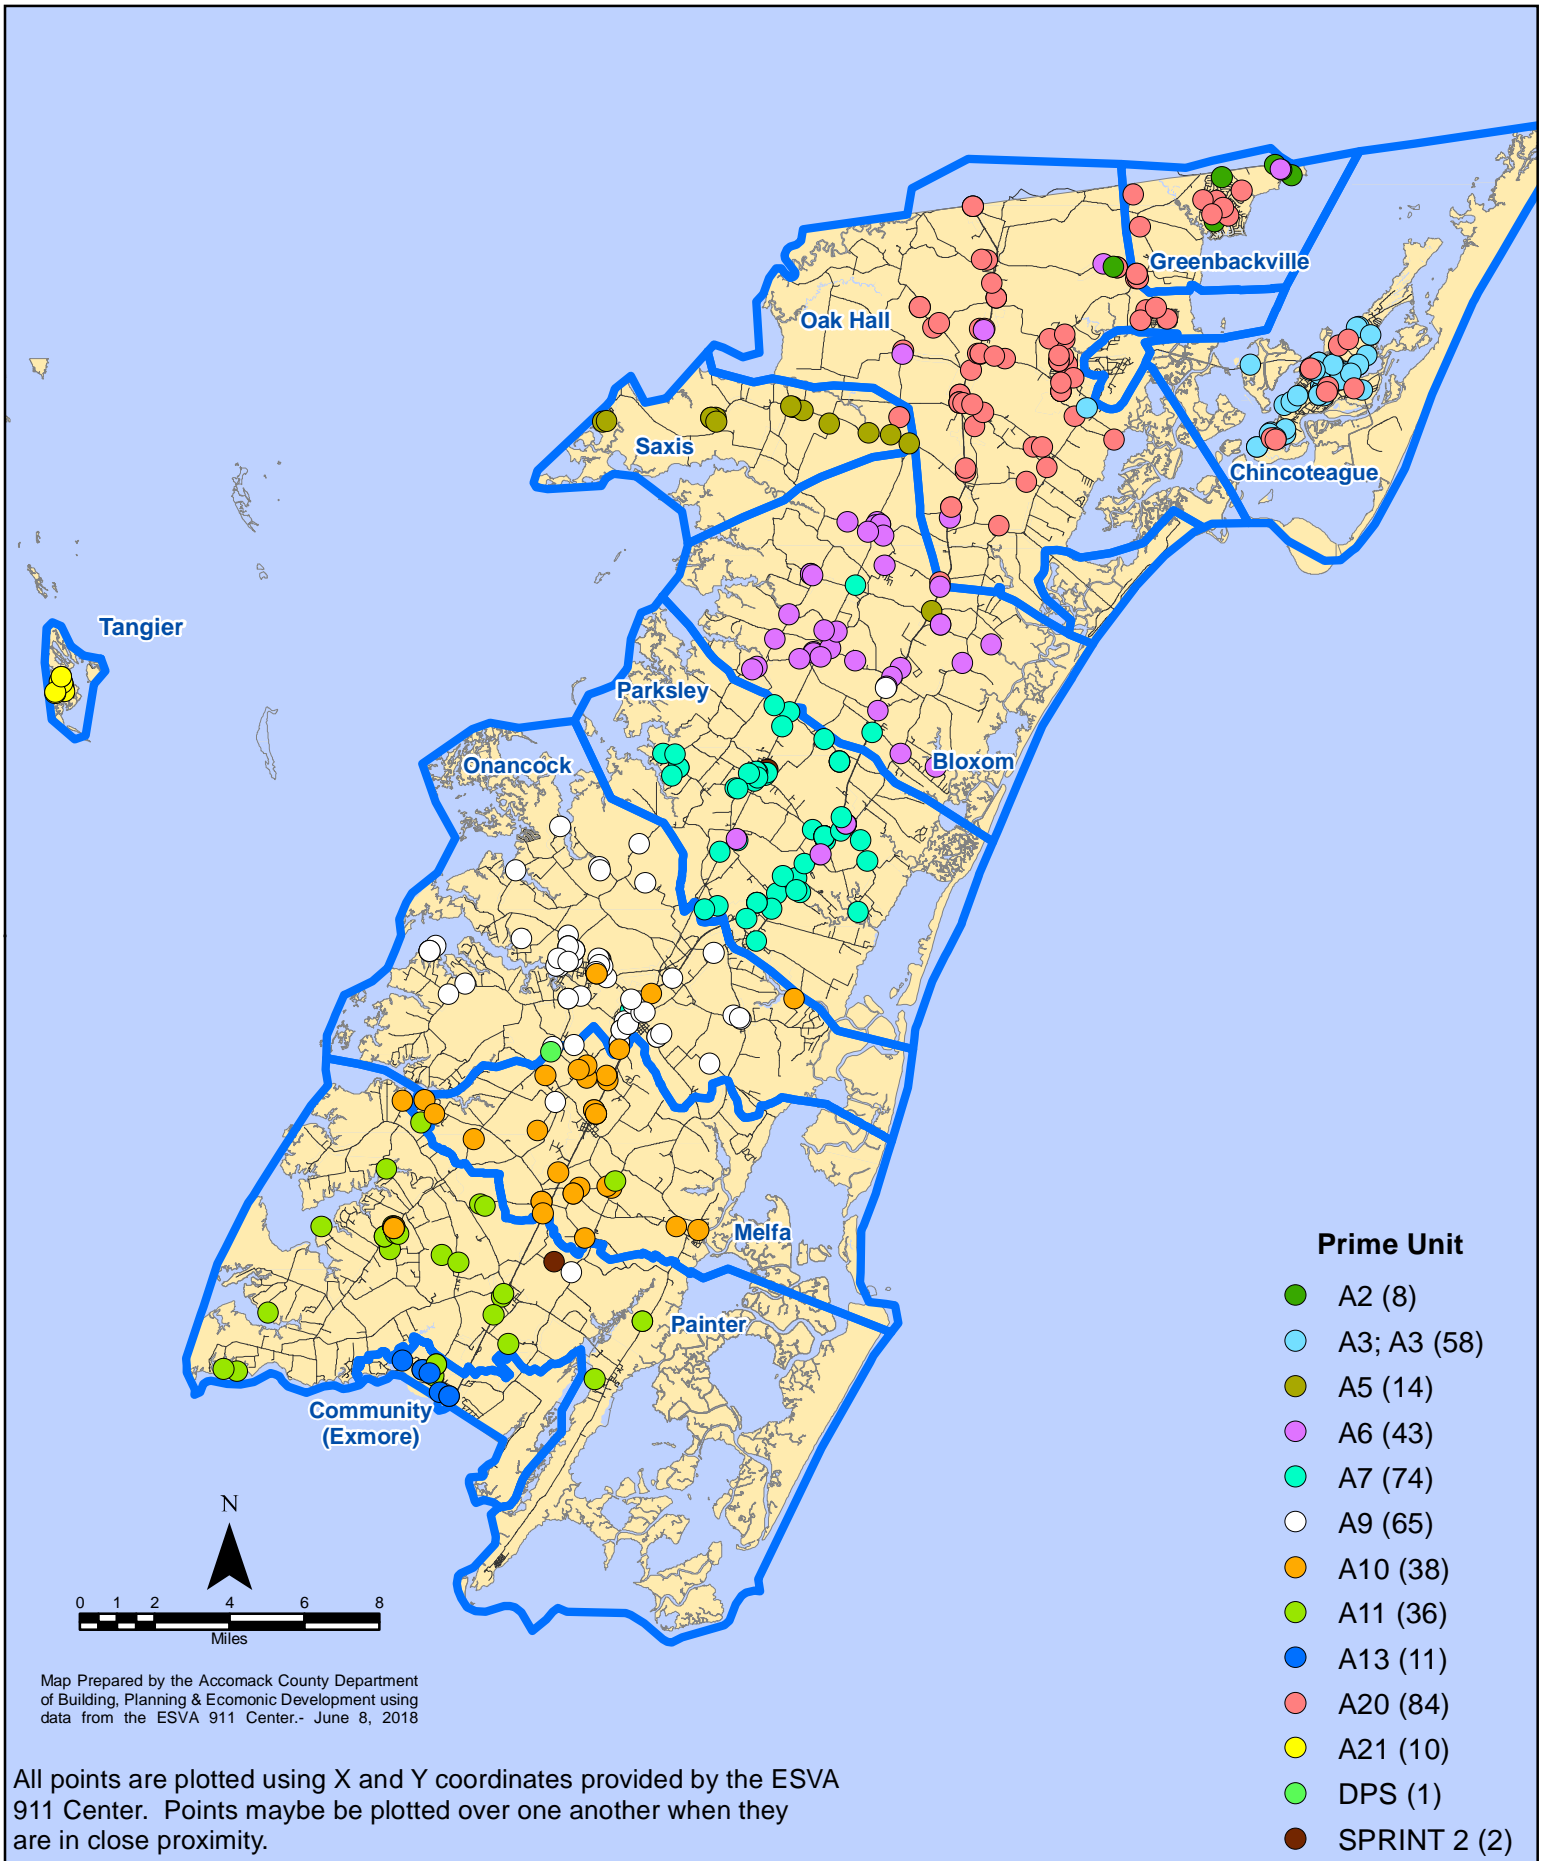 Greenbackville
Oak Hall
Saxis
Chincoteague
Tangier
Parksley
Onancock
Bloxom
Melfa
Painter
Community
(Exmore)
N
0 1 2 4 6 8
Miles
Map Prepared by the Accomack County Department
of Building, Planning & Ecomonic Development using
data from the ESVA 911 Center.- June 8, 2018
All points are plotted using X and Y coordinates provided by the ESVA
911 Center. Points maybe be plotted over one another when they
are in close proximity.
Prime Unit
A2 (8)
A3; A3 (58)
A5 (14)
A6 (43)
A7 (74)
A9 (65)
A10 (38)
A11 (36)
A13 (11)
A20 (84)
A21 (10)
DPS (1)
SPRINT 2 (2)